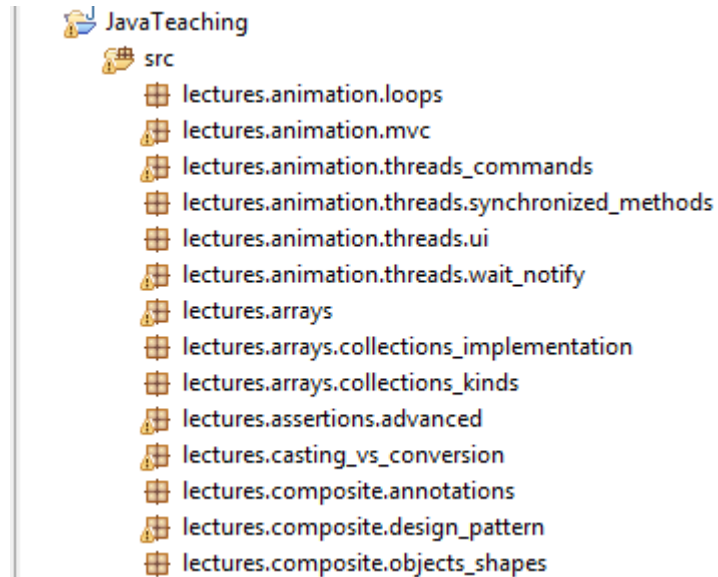 JavaTeaching
src
lectures.animation.loops
lectures.animation.mvc
lectures.animation.threads_commands
lectures.animation.threads.synchronized_methods
lectures.animation.threads.ui
lectures.animation.threads.wait_notify
lectures.arrays
lectures.arrays.collections_implementation
lectures.arrays.collections_kinds
lectures.assertions.advanced
lectures.casting_vs_conversion
lectures.composite.annotations
lectures.composite.design_pattern
lectures.composite.objects_shapes